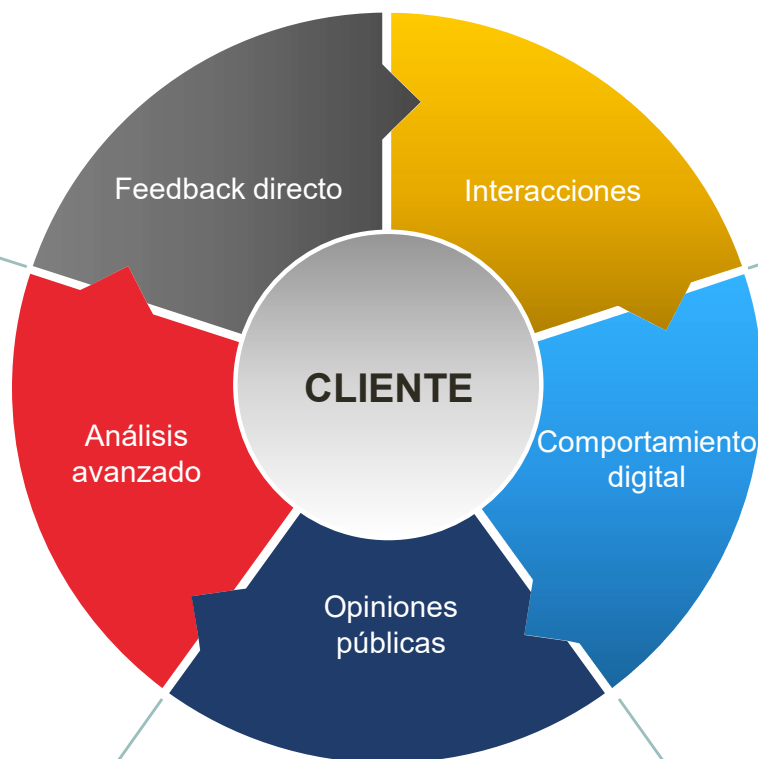 Feedback directo
Interacciones
CLIENTE
Análisis
avanzado
Comportamiento
digital
Opiniones
públicas